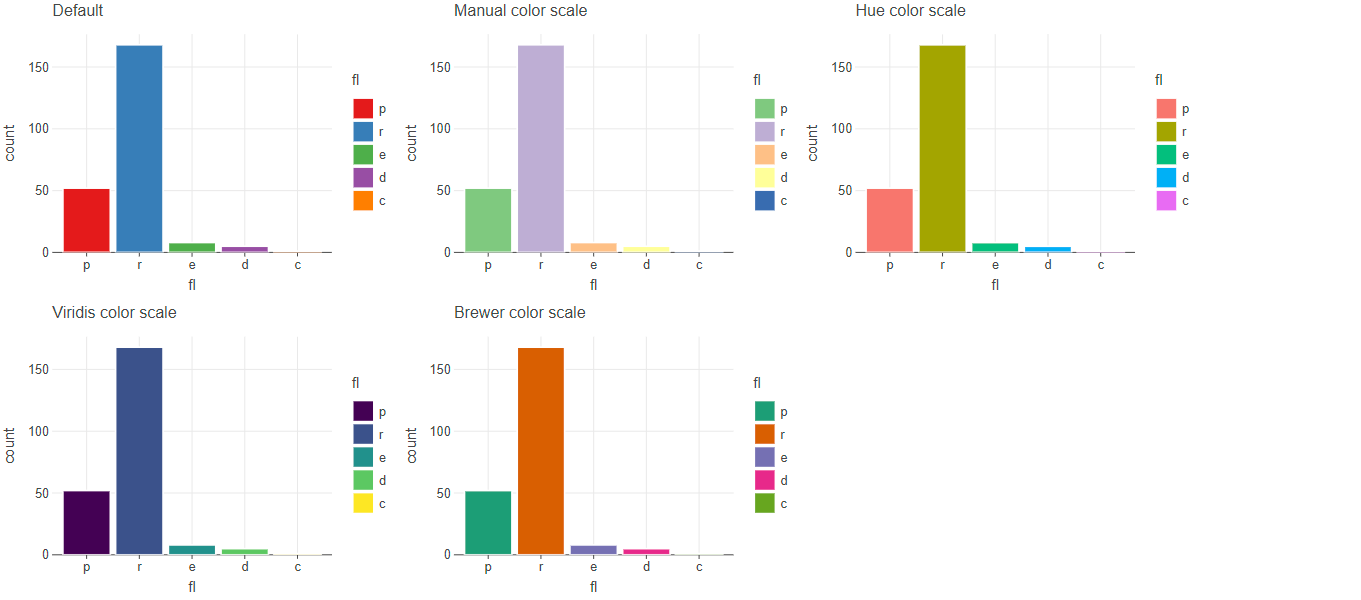 Default
150
100
50
0
count
p r e d c
fl
fl
p
r
e
d
c
Manual color scale
150
100
50
0
count
p r e d c
fl
fl
p
r
e
d
c
Hue color scale
150
100
50
0
count
p r e d c
fl
fl
p
r
e
d
c
Viridis color scale
150
100
50
0
count
p r e d c
fl
fl
p
r
e
d
c
Brewer color scale
150
100
50
0
count
p r e d c
fl
fl
p
r
e
d
c